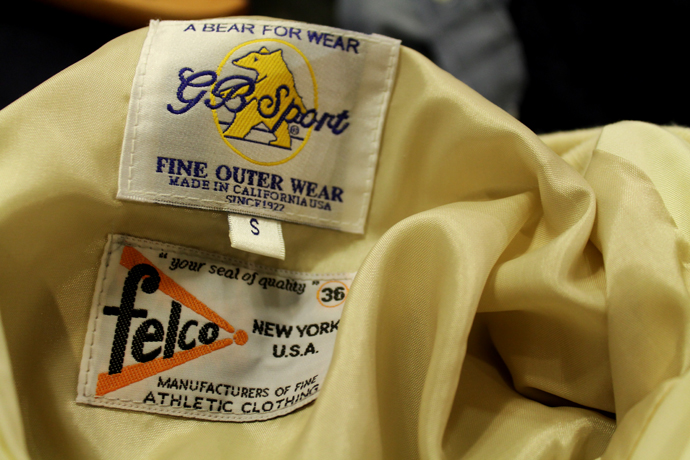 A BEAR FOR WEAR
GB Sport
®
FINE OUTER WEAR
MADE IN CALIFORNIA USA
SINCE 1922
S
"your seal of quality"
36
felco
NEW YORK
U.S.A.
MANUFACTURERS OF FINE
ATHLETIC CLOTHING